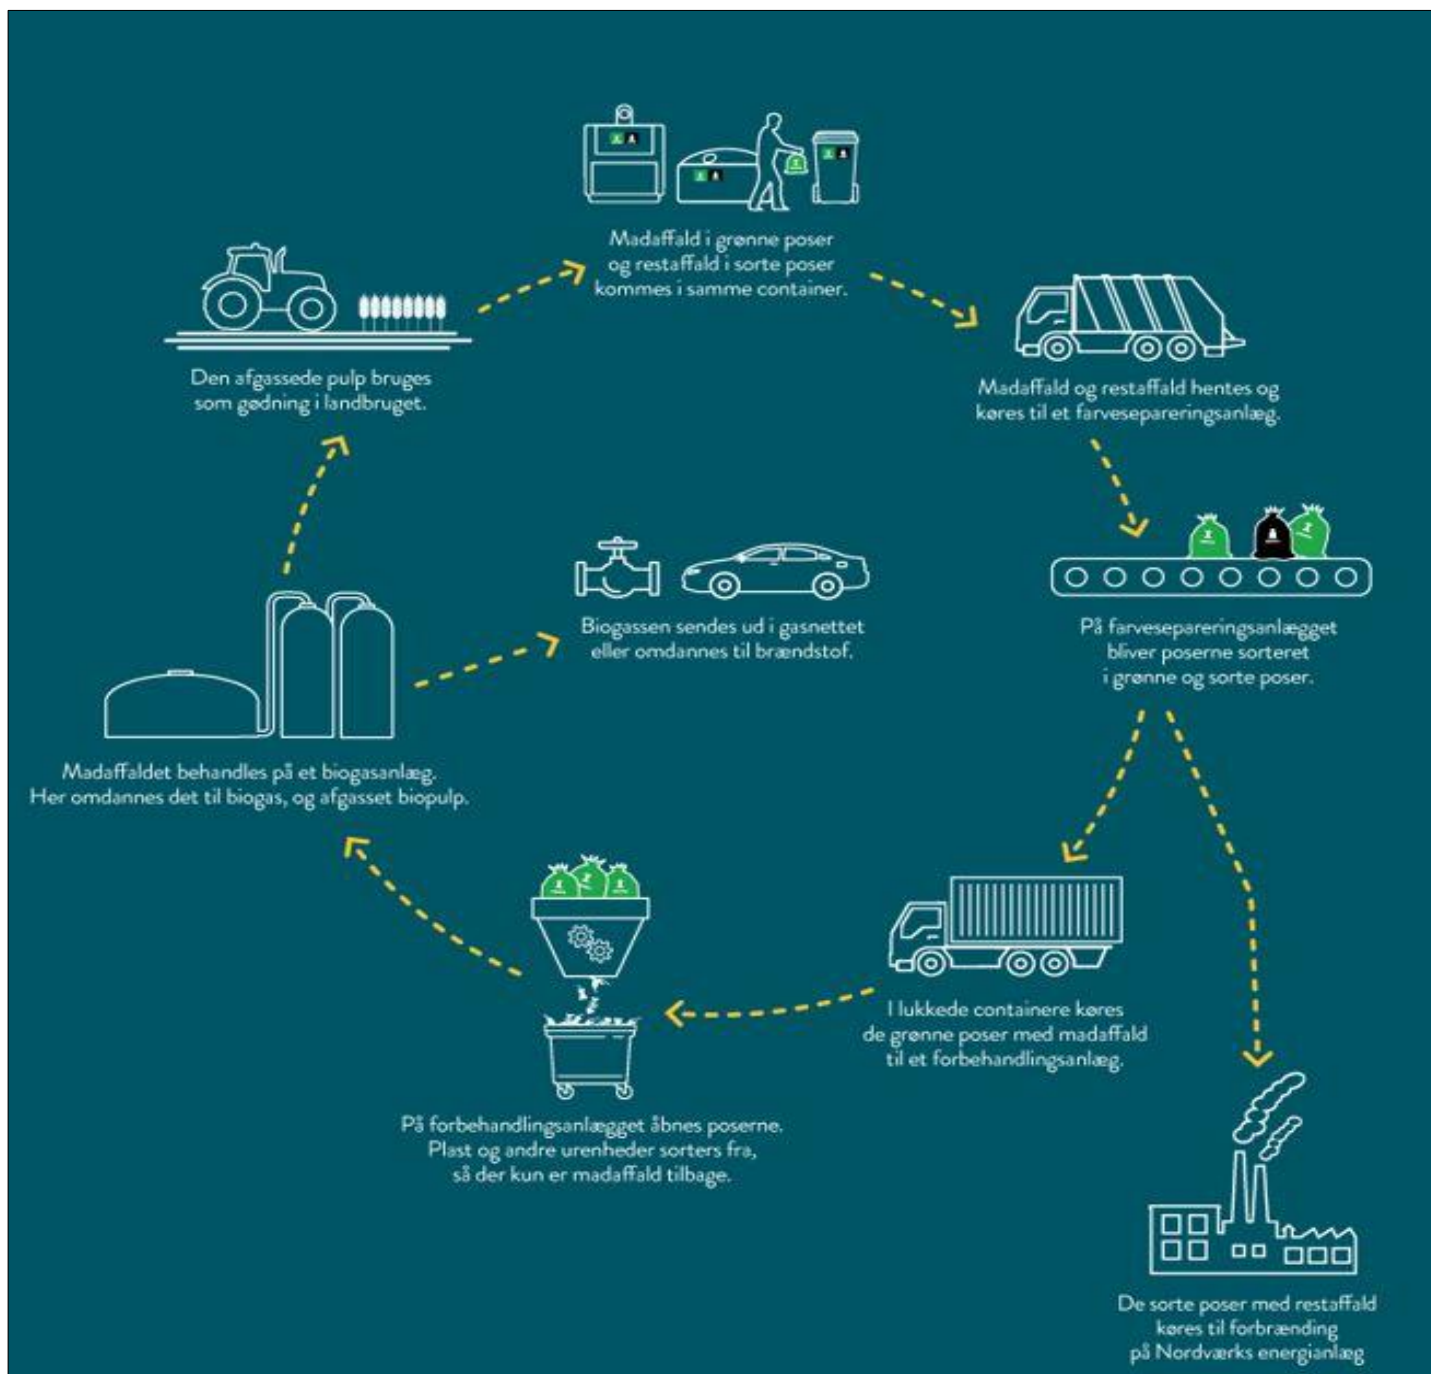 Madaffald i grønne poser
og restaffald i sorte poser
kommes i samme container.
Madaffald og restaffald hentes og
køres til et farvesepareringsanlæg.
På farvesepareringsanlægget
bliver poserne sorteret
i grønne og sorte poser.
I lukkede containere køres
de grønne poser med madaffald
til et forbehandlingsanlæg.
De sorte poser med restaffald
køres til forbrænding
på Nordværks energianlæg
På forbehandlingsanlægget åbnes poserne.
Plast og andre urenheder sorters fra,
så der kun er madaffald tilbage.
Madaffaldet behandles på et biogasanlæg.
Her omdannes det til biogas, og afgasset biopulp.
Biogassen sendes ud i gasnettet
eller omdannes til brændstof.
Den afgassede pulp bruges
som gødning i landbruget.